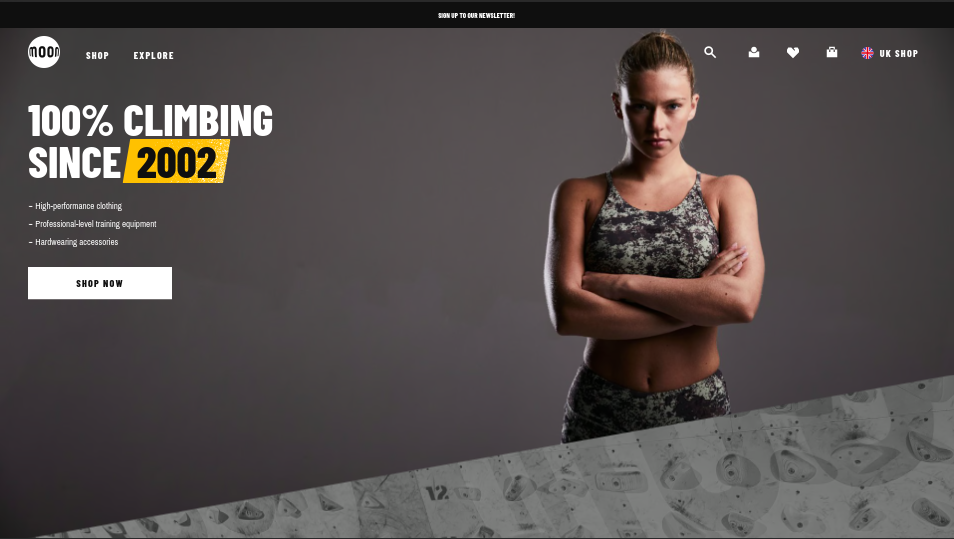 SIGN UP TO OUR NEWSLETTER!
moon
SHOP
EXPLORE
UK SHOP
100% CLIMBING
SINCE 2002
– High-performance clothing
– Professional-level training equipment
– Hardwearing accessories
SHOP NOW
12